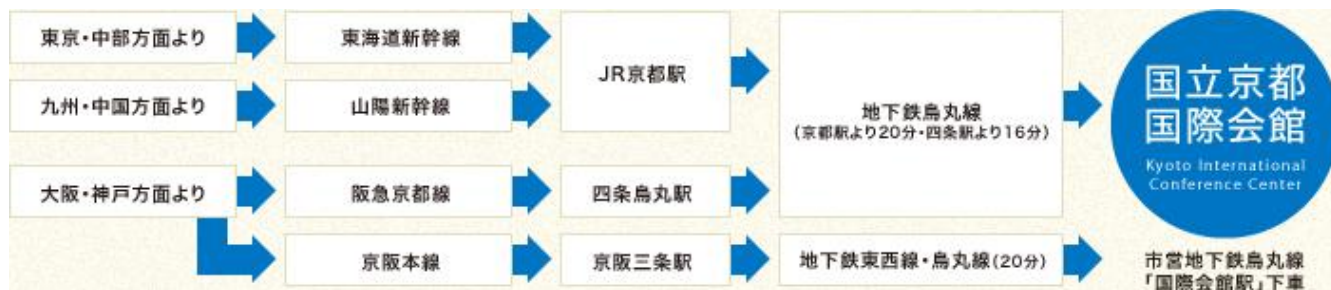 東京・中部方面より
東海道新幹線
JR京都駅
九州・中国方面より
山陽新幹線
地下鉄烏丸線
(京都駅より20分・四条駅より16分)
大阪・神戸方面より
阪急京都線
四条烏丸駅
京阪本線
京阪三条駅
地下鉄東西線・烏丸線(20分)
国立京都
国際会館
Kyoto International
Conference Center
市営地下鉄烏丸線
「国際会館駅」下車